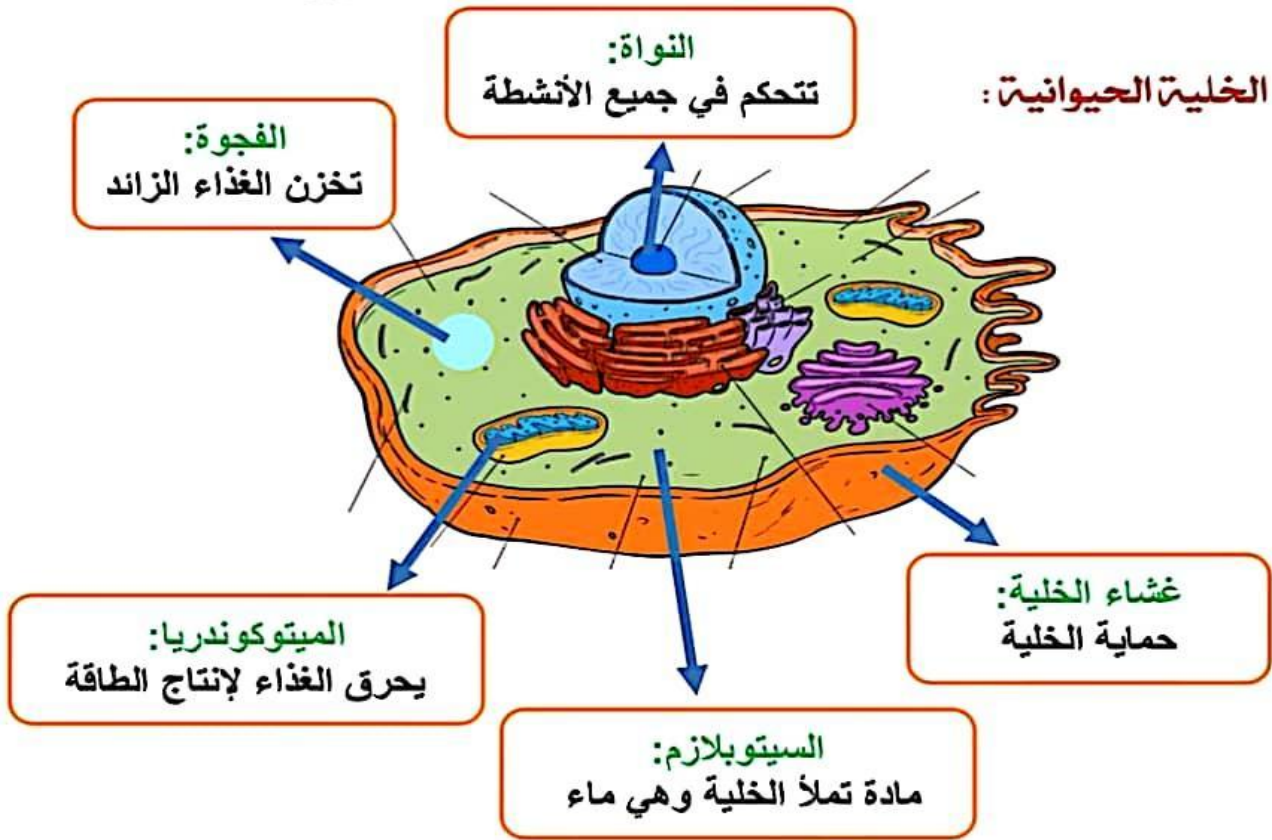 الخلية الحيوانية:
النواة:
تتحكم في جميع الأنشطة
الفجوة:
تخزن الغذاء الزائد
غشاء الخلية:
حماية الخلية
الميتوكوندريا:
يحرق الغذاء لإنتاج الطاقة
السيتوبلازم:
مادة تملأ الخلية وهي ماء